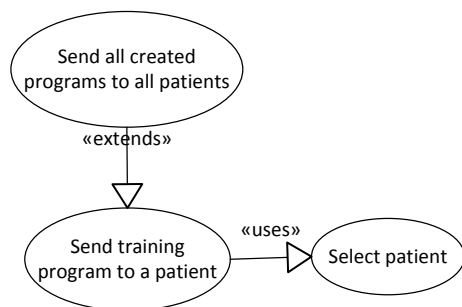 Send all created
programs to all patients
«extends»
Send training
program to a patient
«uses»
Select patient